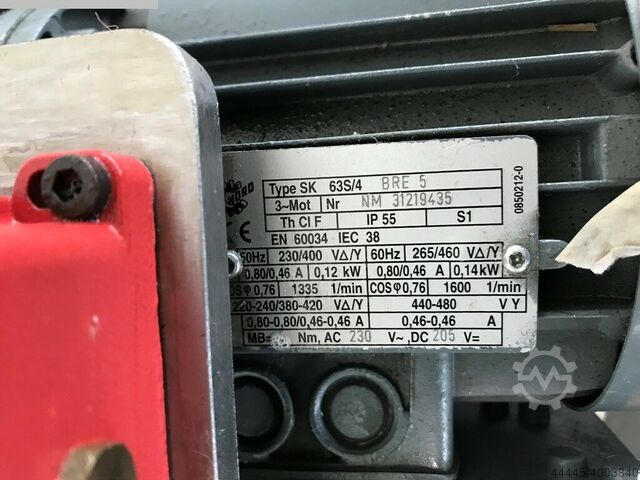 Type SK 63S/4 BRE 5
3~Mot Nr NM 31219435
Th Cl F IP 55 S1
CE EN 60034 IEC 38
50Hz 230/400 V∆/Y 60Hz 265/460 V∆/Y
0,80/0,46 A 0,12 kW 0,80/0,46 A 0,14kW
COSφ 0,76 1335 1/min COSφ 0,76 1600 1/min
220-240/380-420 V∆/Y 440-480 V Y
0,80-0,80/0,46-0,46 A 0,46-0,46 A
MB= Nm, AC 230 V~,DC 205 V=
0850212-0
44445-4003840